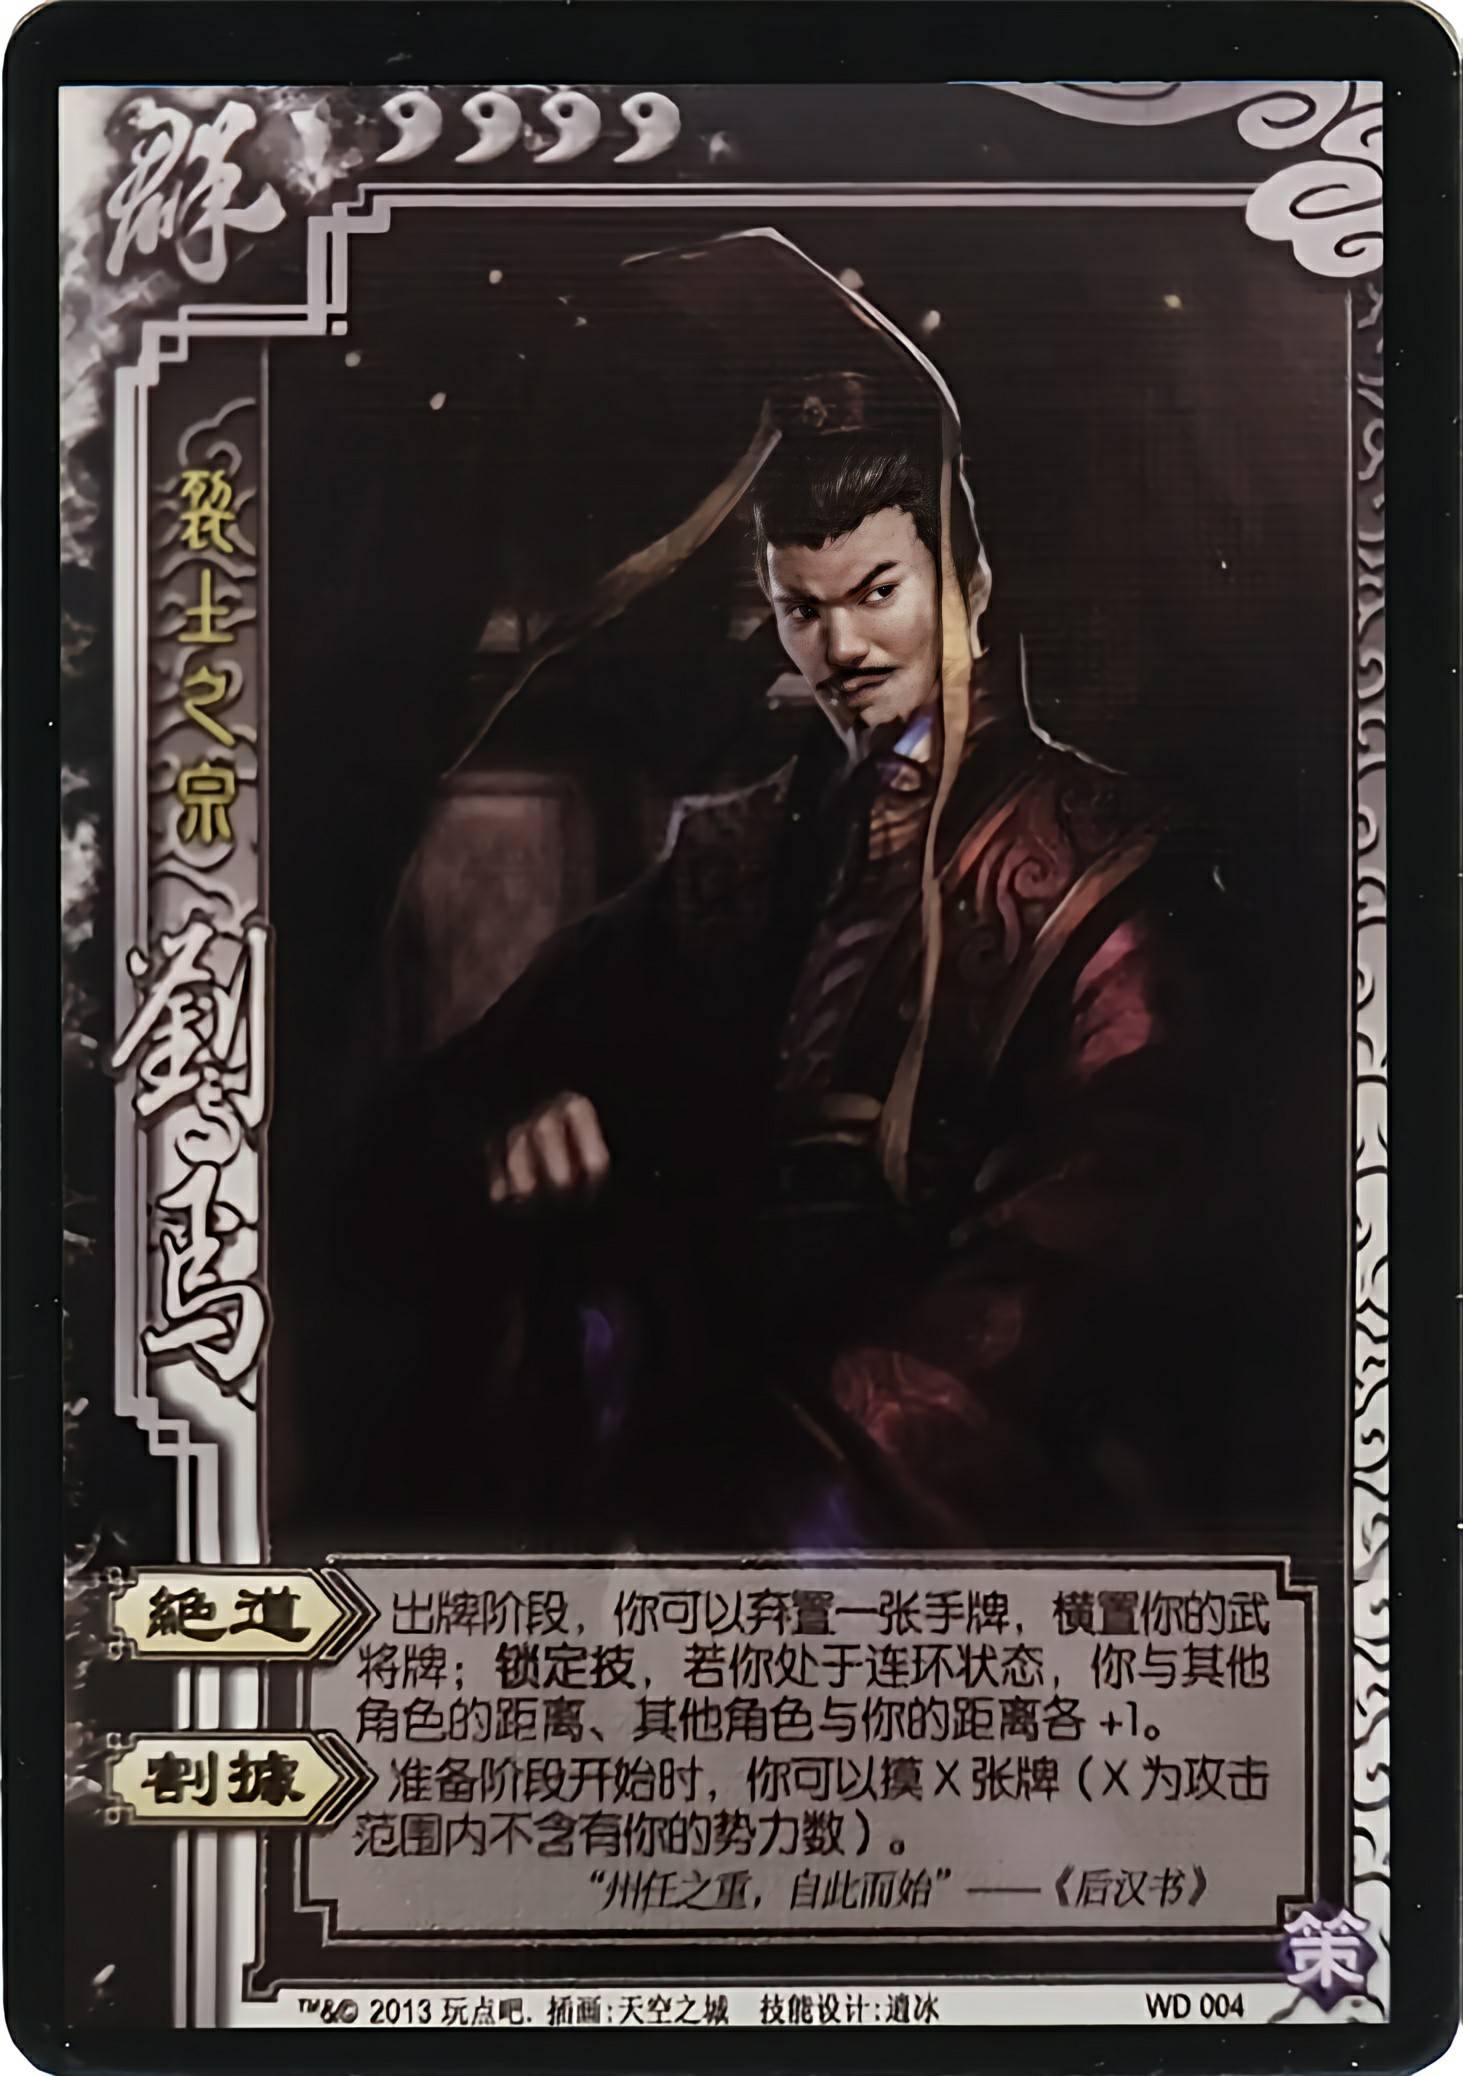 群
裂土之宗
劉焉
絕道
出牌阶段，你可以弃置一张手牌，横置你的武
将牌；锁定技，若你处于连环状态，你与其他
角色的距离、其他角色与你的距离各 +1。
割據
准备阶段开始时，你可以摸 X 张牌（X 为攻击
范围内不含有你的势力数）。
“州任之重，自此而始”——《后汉书》
策
™&© 2013 玩点吧. 插画:天空之城 技能设计:逍冰
WD 004